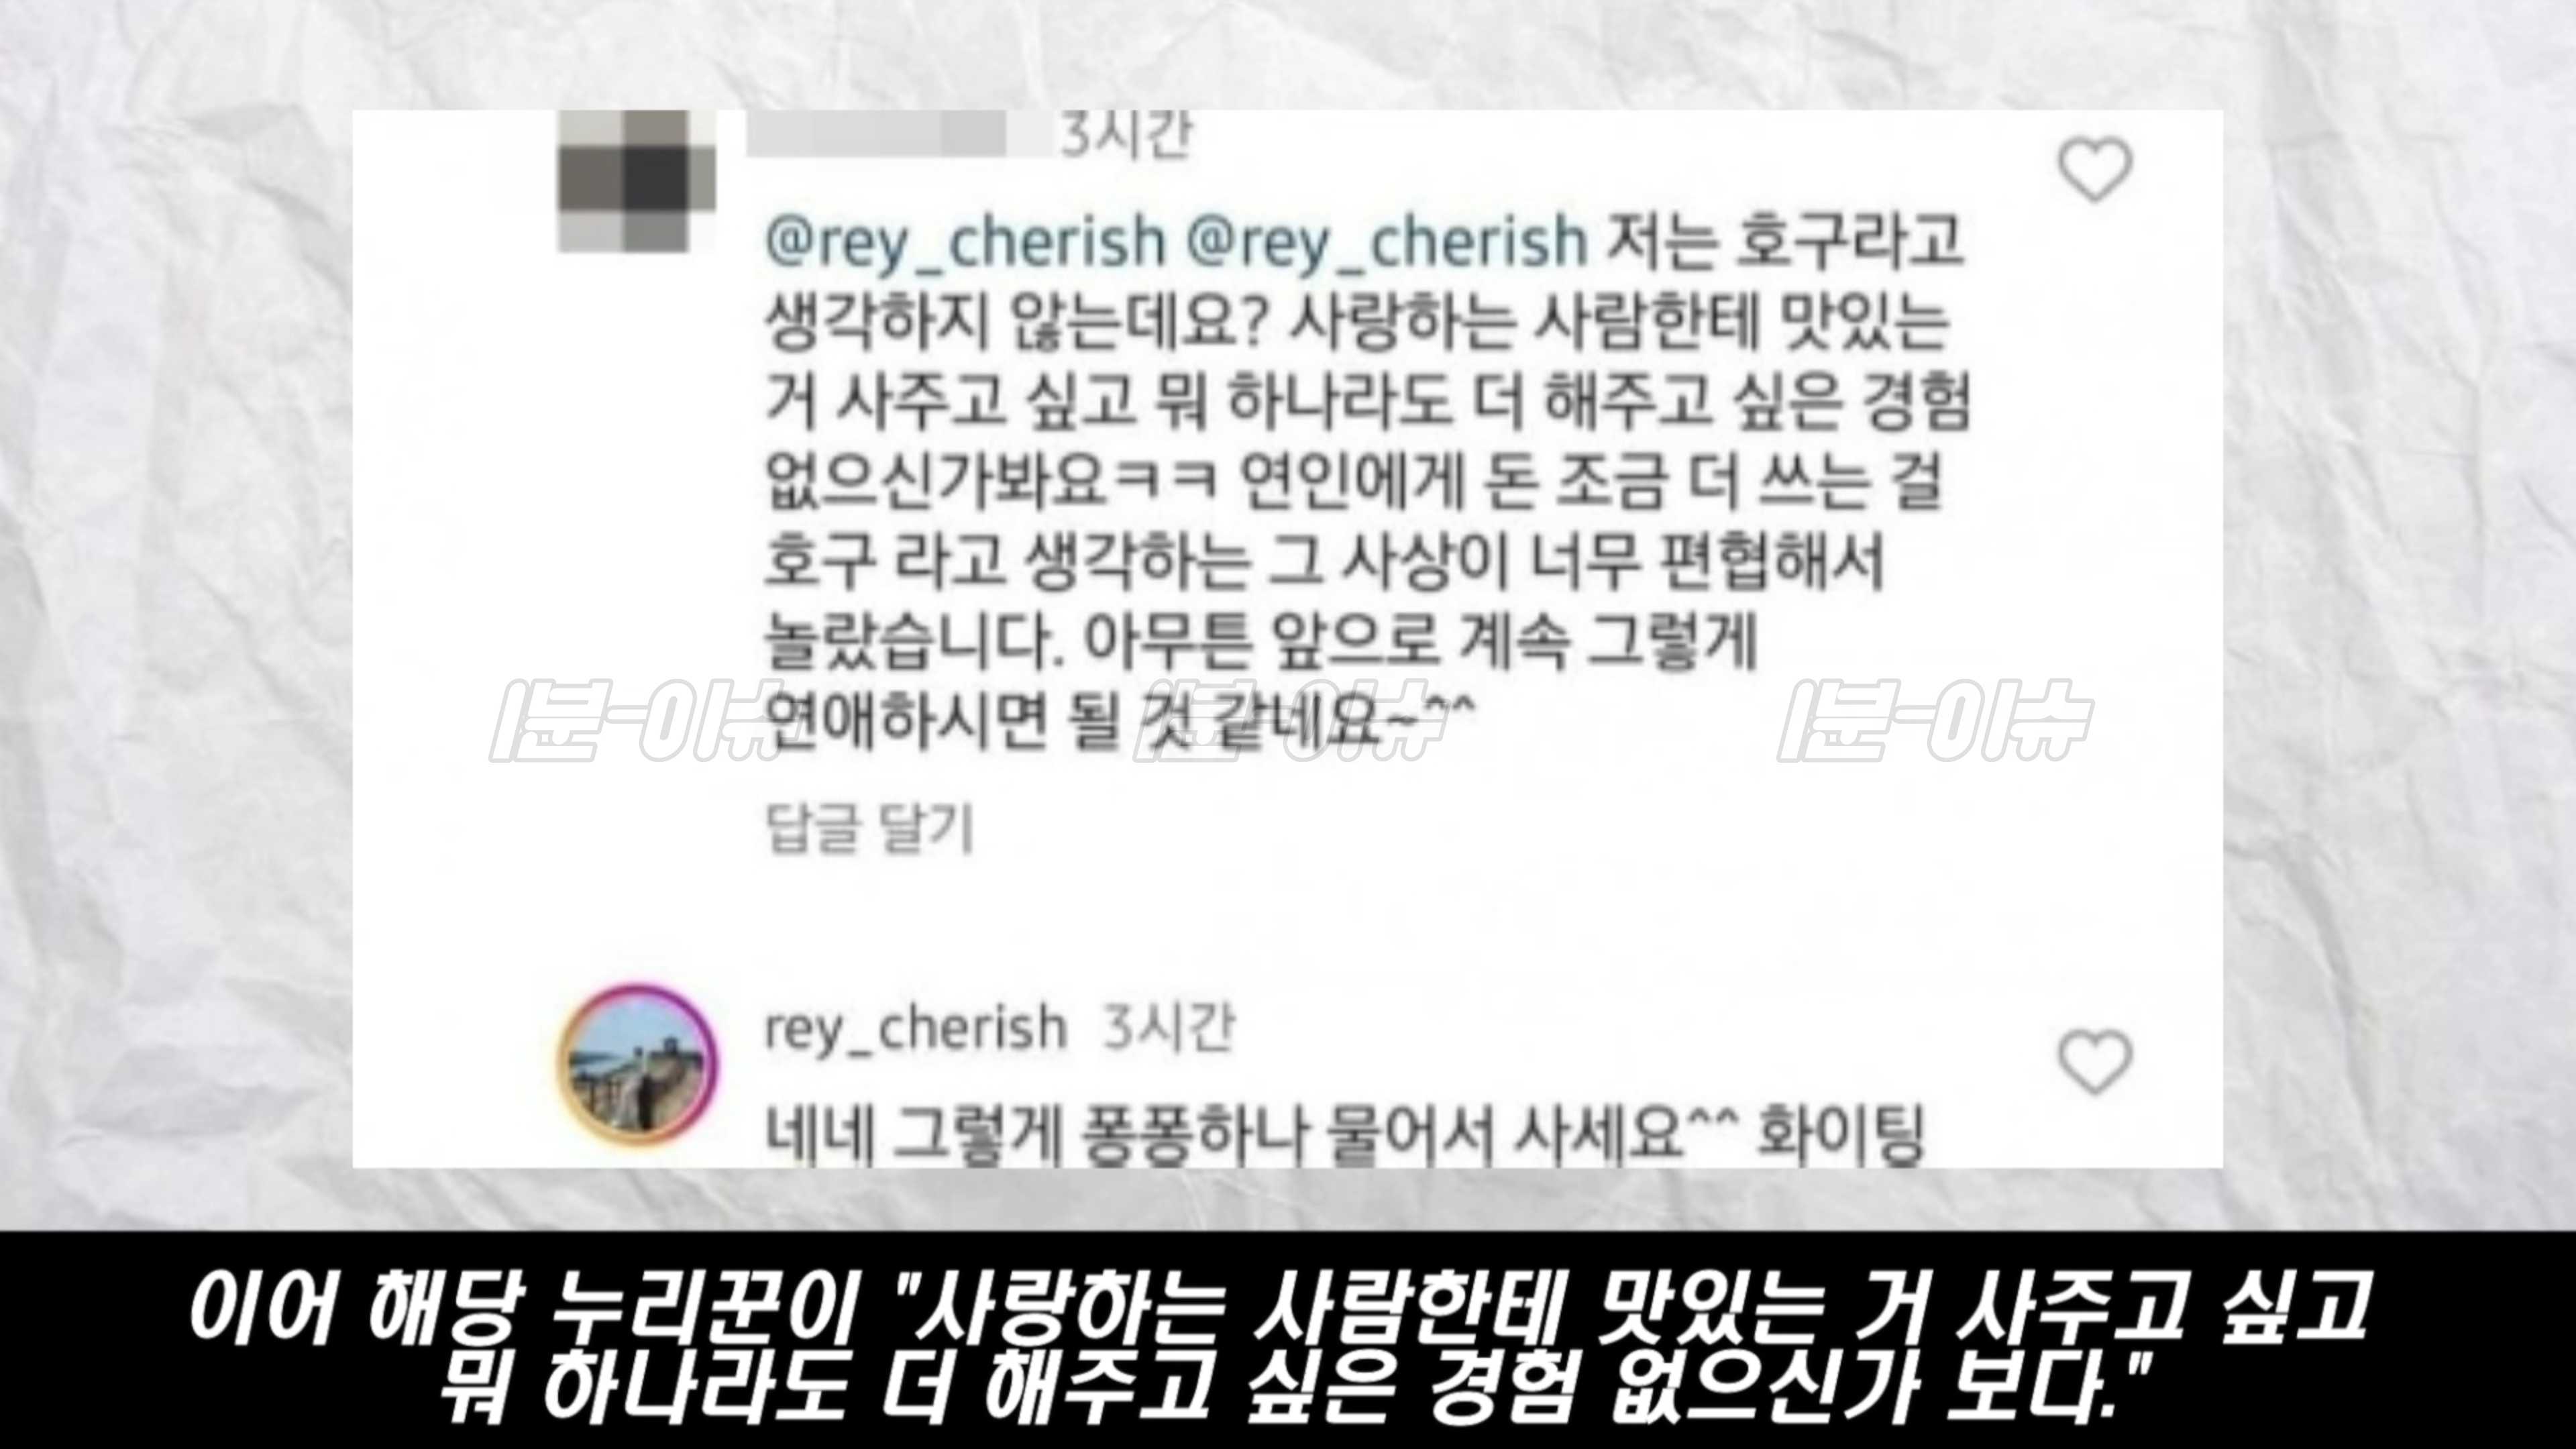 3시간
@rey_cherish @rey_cherish 저는 호구라고
생각하지 않는데요? 사랑하는 사람한테 맛있는
거 사주고 싶고 뭐 하나라도 더 해주고 싶은 경험
없으신가봐요ㅋㅋ 연인에게 돈 조금 더 쓰는 걸
호구 라고 생각하는 그 사상이 너무 편협해서
놀랐습니다. 아무튼 앞으로 계속 그렇게
연애하시면 될 것 같네요~^^
1분-이슈 1분-이슈 1분-이슈
답글 달기
rey_cherish 3시간
네네 그렇게 퐁퐁하나 물어서 사세요^^ 화이팅
이어 해당 누리꾼이 "사랑하는 사람한테 맛있는 거 사주고 싶고
뭐 하나라도 더 해주고 싶은 경험 없으신가 보다."